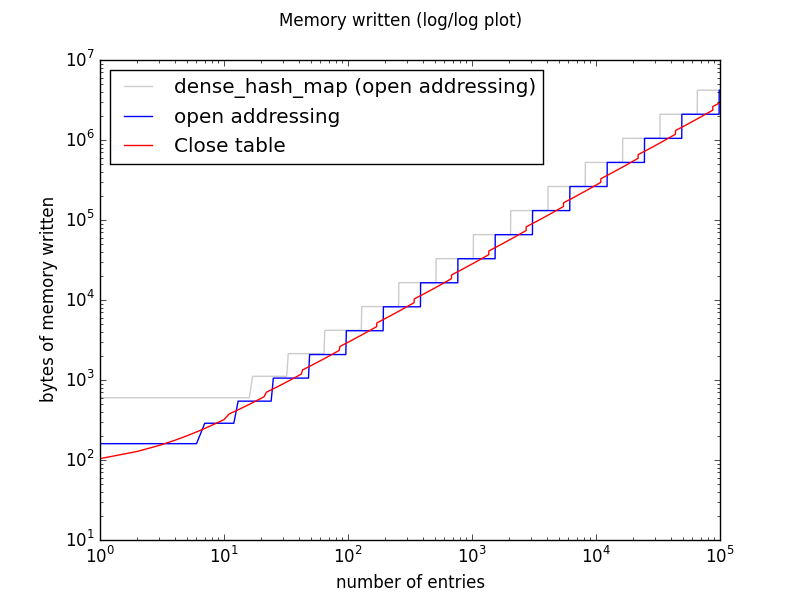 Memory written (log/log plot)
dense_hash_map (open addressing)
open addressing
Close table
bytes of memory written
10^7
10^6
10^5
10^4
10^3
10^2
10^1
10^0 10^1 10^2 10^3 10^4 10^5
number of entries